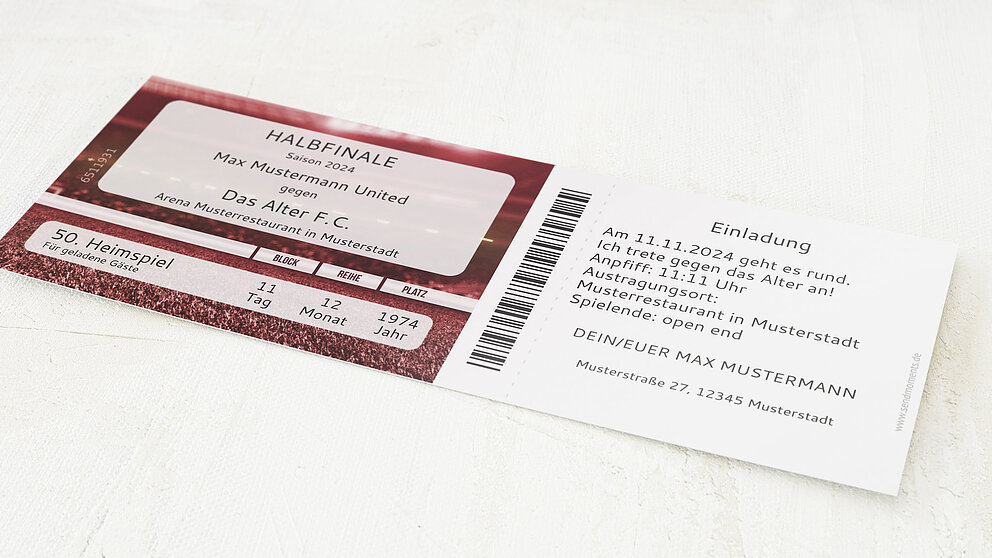 HALBFINALE
Saison 2024
Max Mustermann United
gegen
Das Alter F.C.
Arena Musterrestaurant in Musterstadt
6511931
50. Heimspiel
Für geladene Gäste
BLOCK REIHE PLATZ
11 12 1974
Tag Monat Jahr
Einladung
Am 11.11.2024 geht es rund.
Ich trete gegen das Alter an!
Anpfiff: 11:11 Uhr
Austragungsort:
Musterrestaurant in Musterstadt
Spielende: open end
DEIN/EUER MAX MUSTERMANN
Musterstraße 27, 12345 Musterstadt
www.sendmoments.de